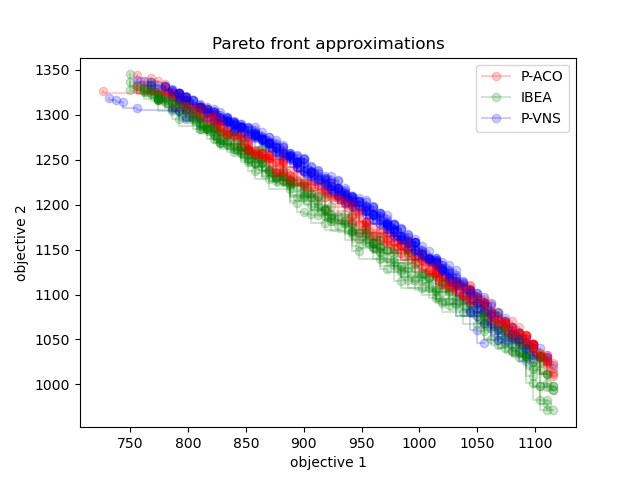 Pareto front approximations
P-ACO
IBEA
P-VNS
objective 2
1350
1300
1250
1200
1150
1100
1050
1000
750 800 850 900 950 1000 1050 1100
objective 1